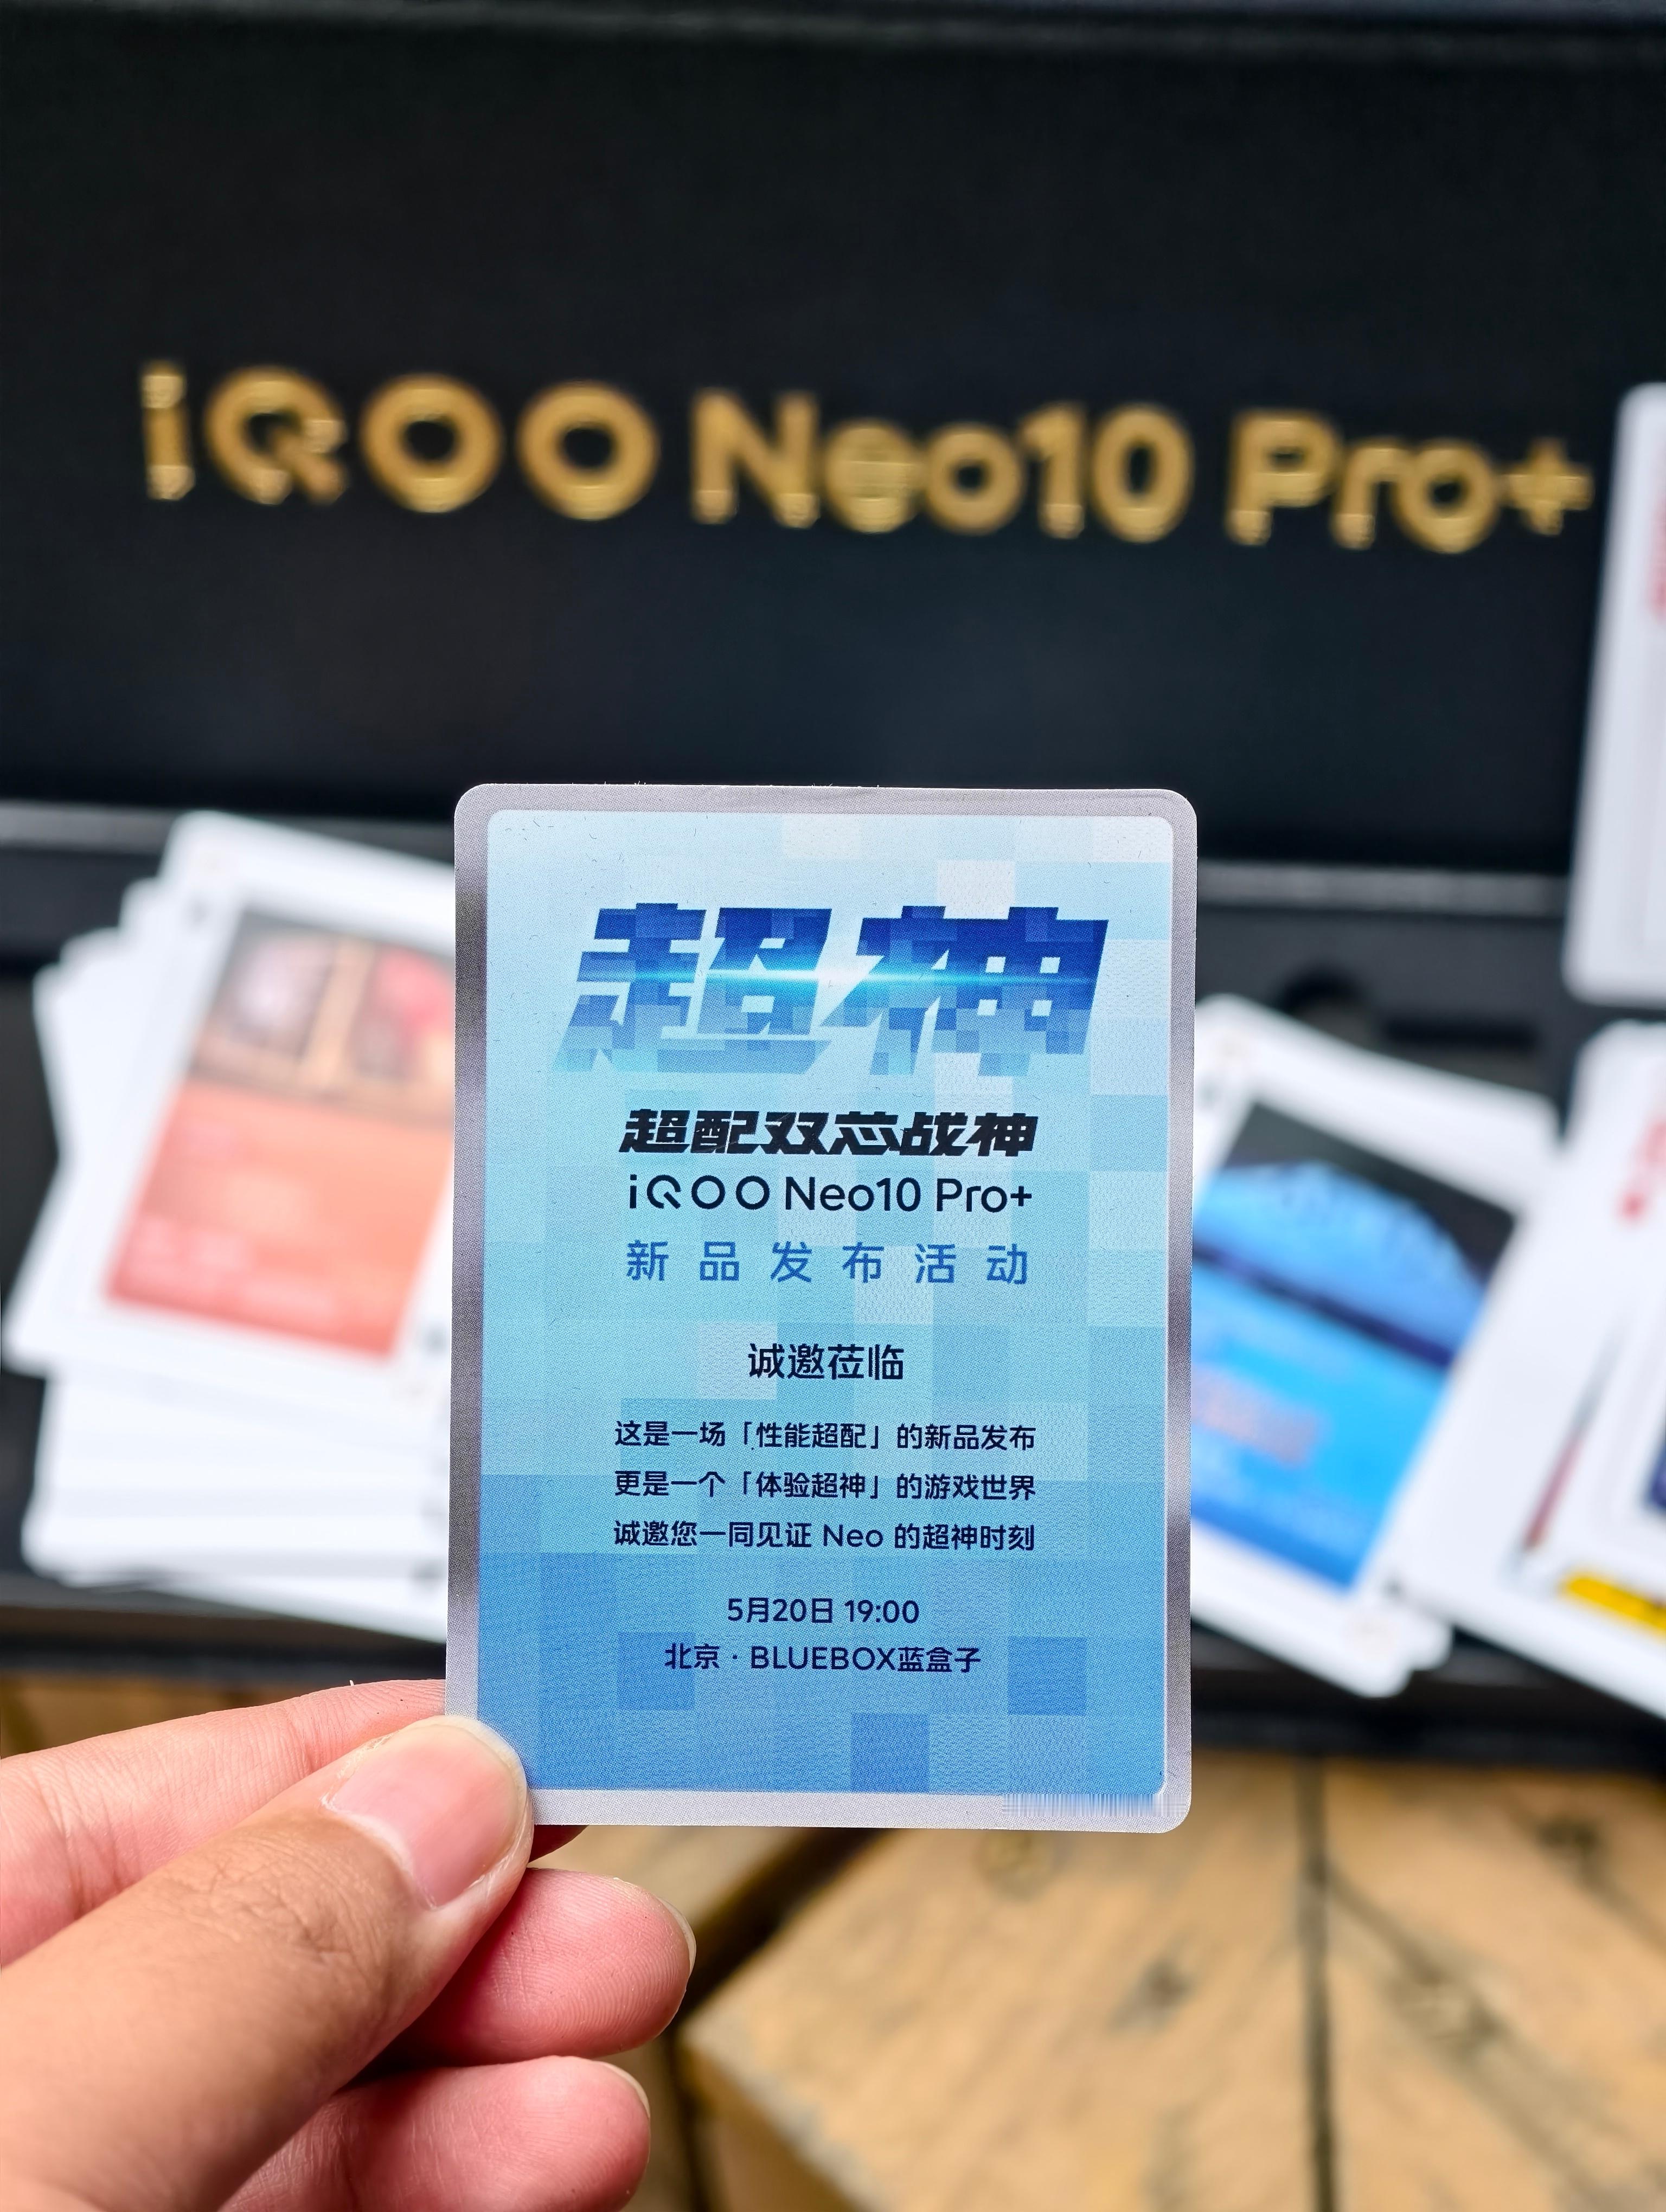 iQOO Neo10 Pro+
超神
超配双芯战神
iQOO Neo10 Pro+
新品发布活动
诚邀莅临
这是一场「性能超配」的新品发布
更是一个「体验超神」的游戏世界
诚邀您一同见证 Neo 的超神时刻
5月20日 19:00
北京 · BLUEBOX蓝盒子